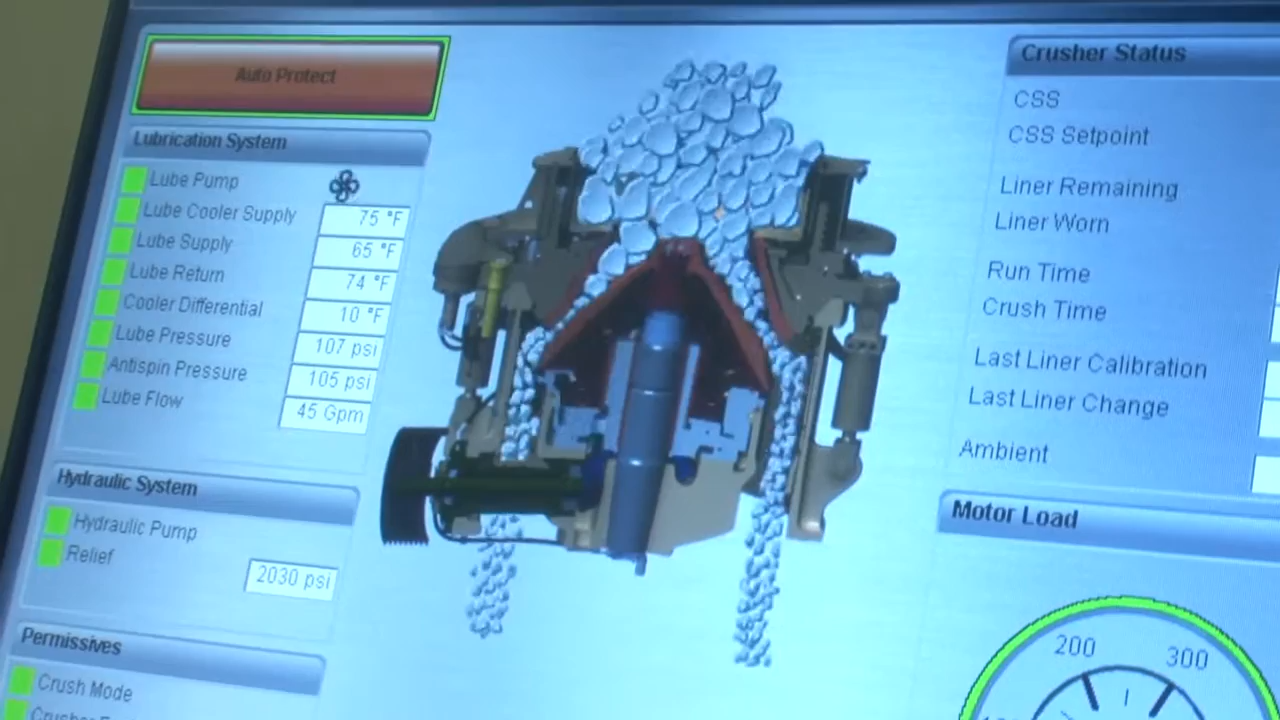 Auto Protect
Lubrication System
Lube Pump
Lube Cooler Supply 75 °F
Lube Supply 65 °F
Lube Return 74 °F
Cooler Differential 10 °F
Lube Pressure 107 psi
Antispin Pressure 105 psi
Lube Flow 45 Gpm
Hydraulic System
Hydraulic Pump
Relief
2030 psi
Permissives
Crush Mode
Crusher
Crusher Status
CSS
CSS Setpoint
Liner Remaining
Liner Worn
Run Time
Crush Time
Last Liner Calibration
Last Liner Change
Ambient
Motor Load
200 300